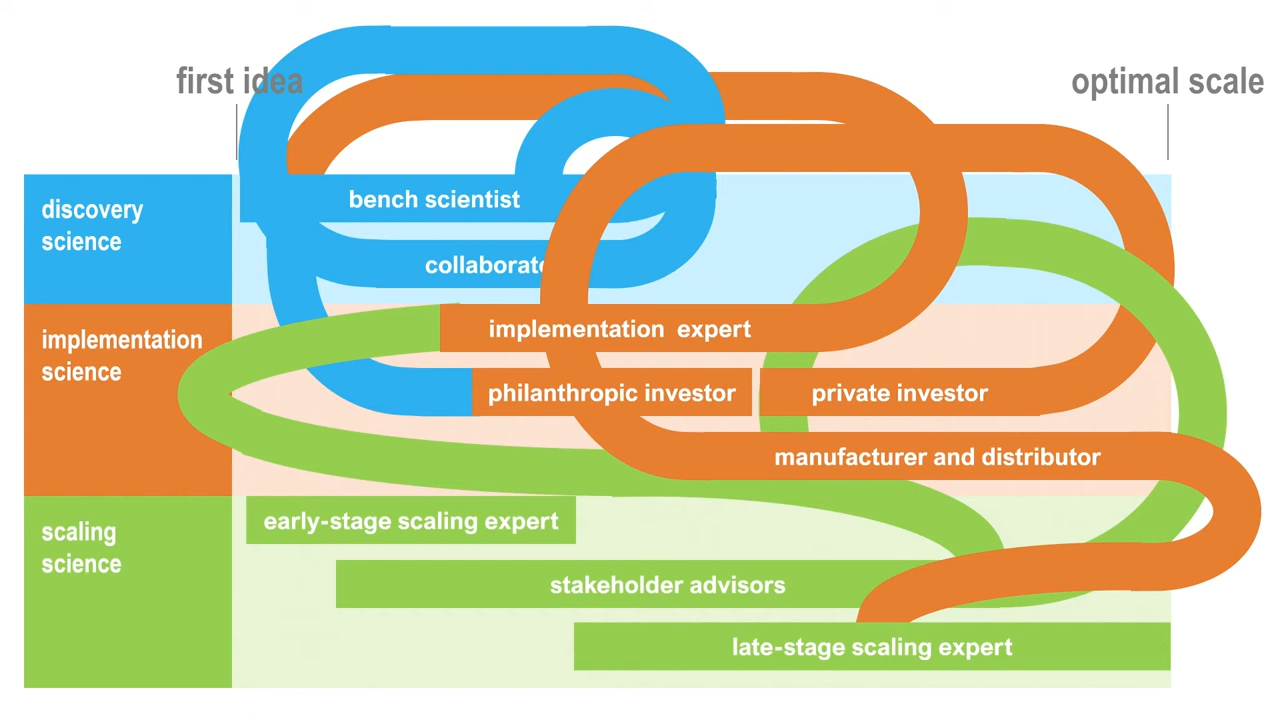 first idea
optimal scale
discovery
science
bench scientist
collaborat
implementation
science
implementation expert
philanthropic investor
private investor
manufacturer and distributor
scaling
science
early-stage scaling expert
stakeholder advisors
late-stage scaling expert